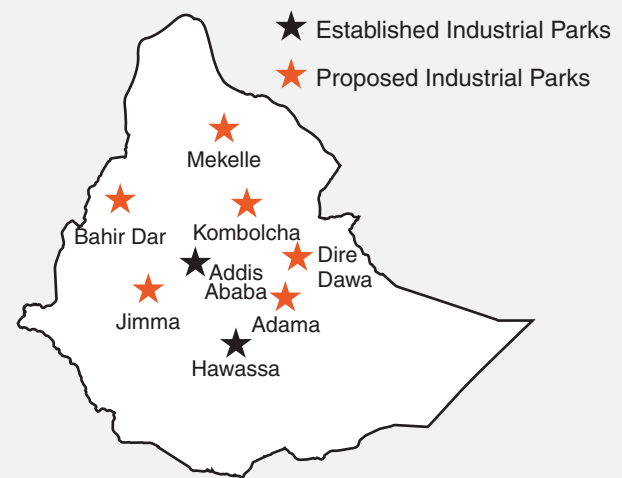 Established Industrial Parks
Proposed Industrial Parks
Mekelle
Bahir Dar
Kombolcha
Dire
Dawa
Addis
Ababa
Jimma
Adama
Hawassa